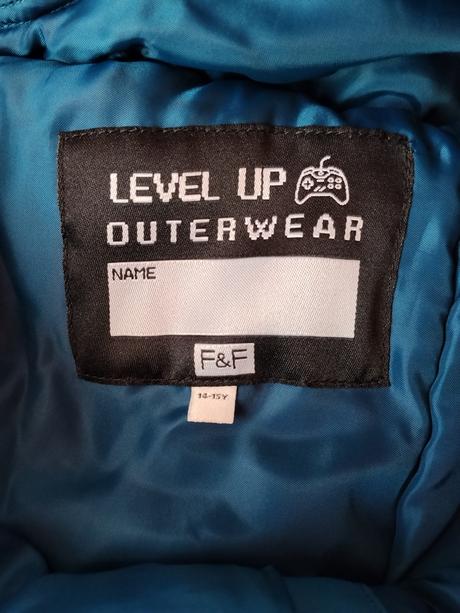 LEVEL UP
OUTERWEAR
NAME
F&F
14-15Y